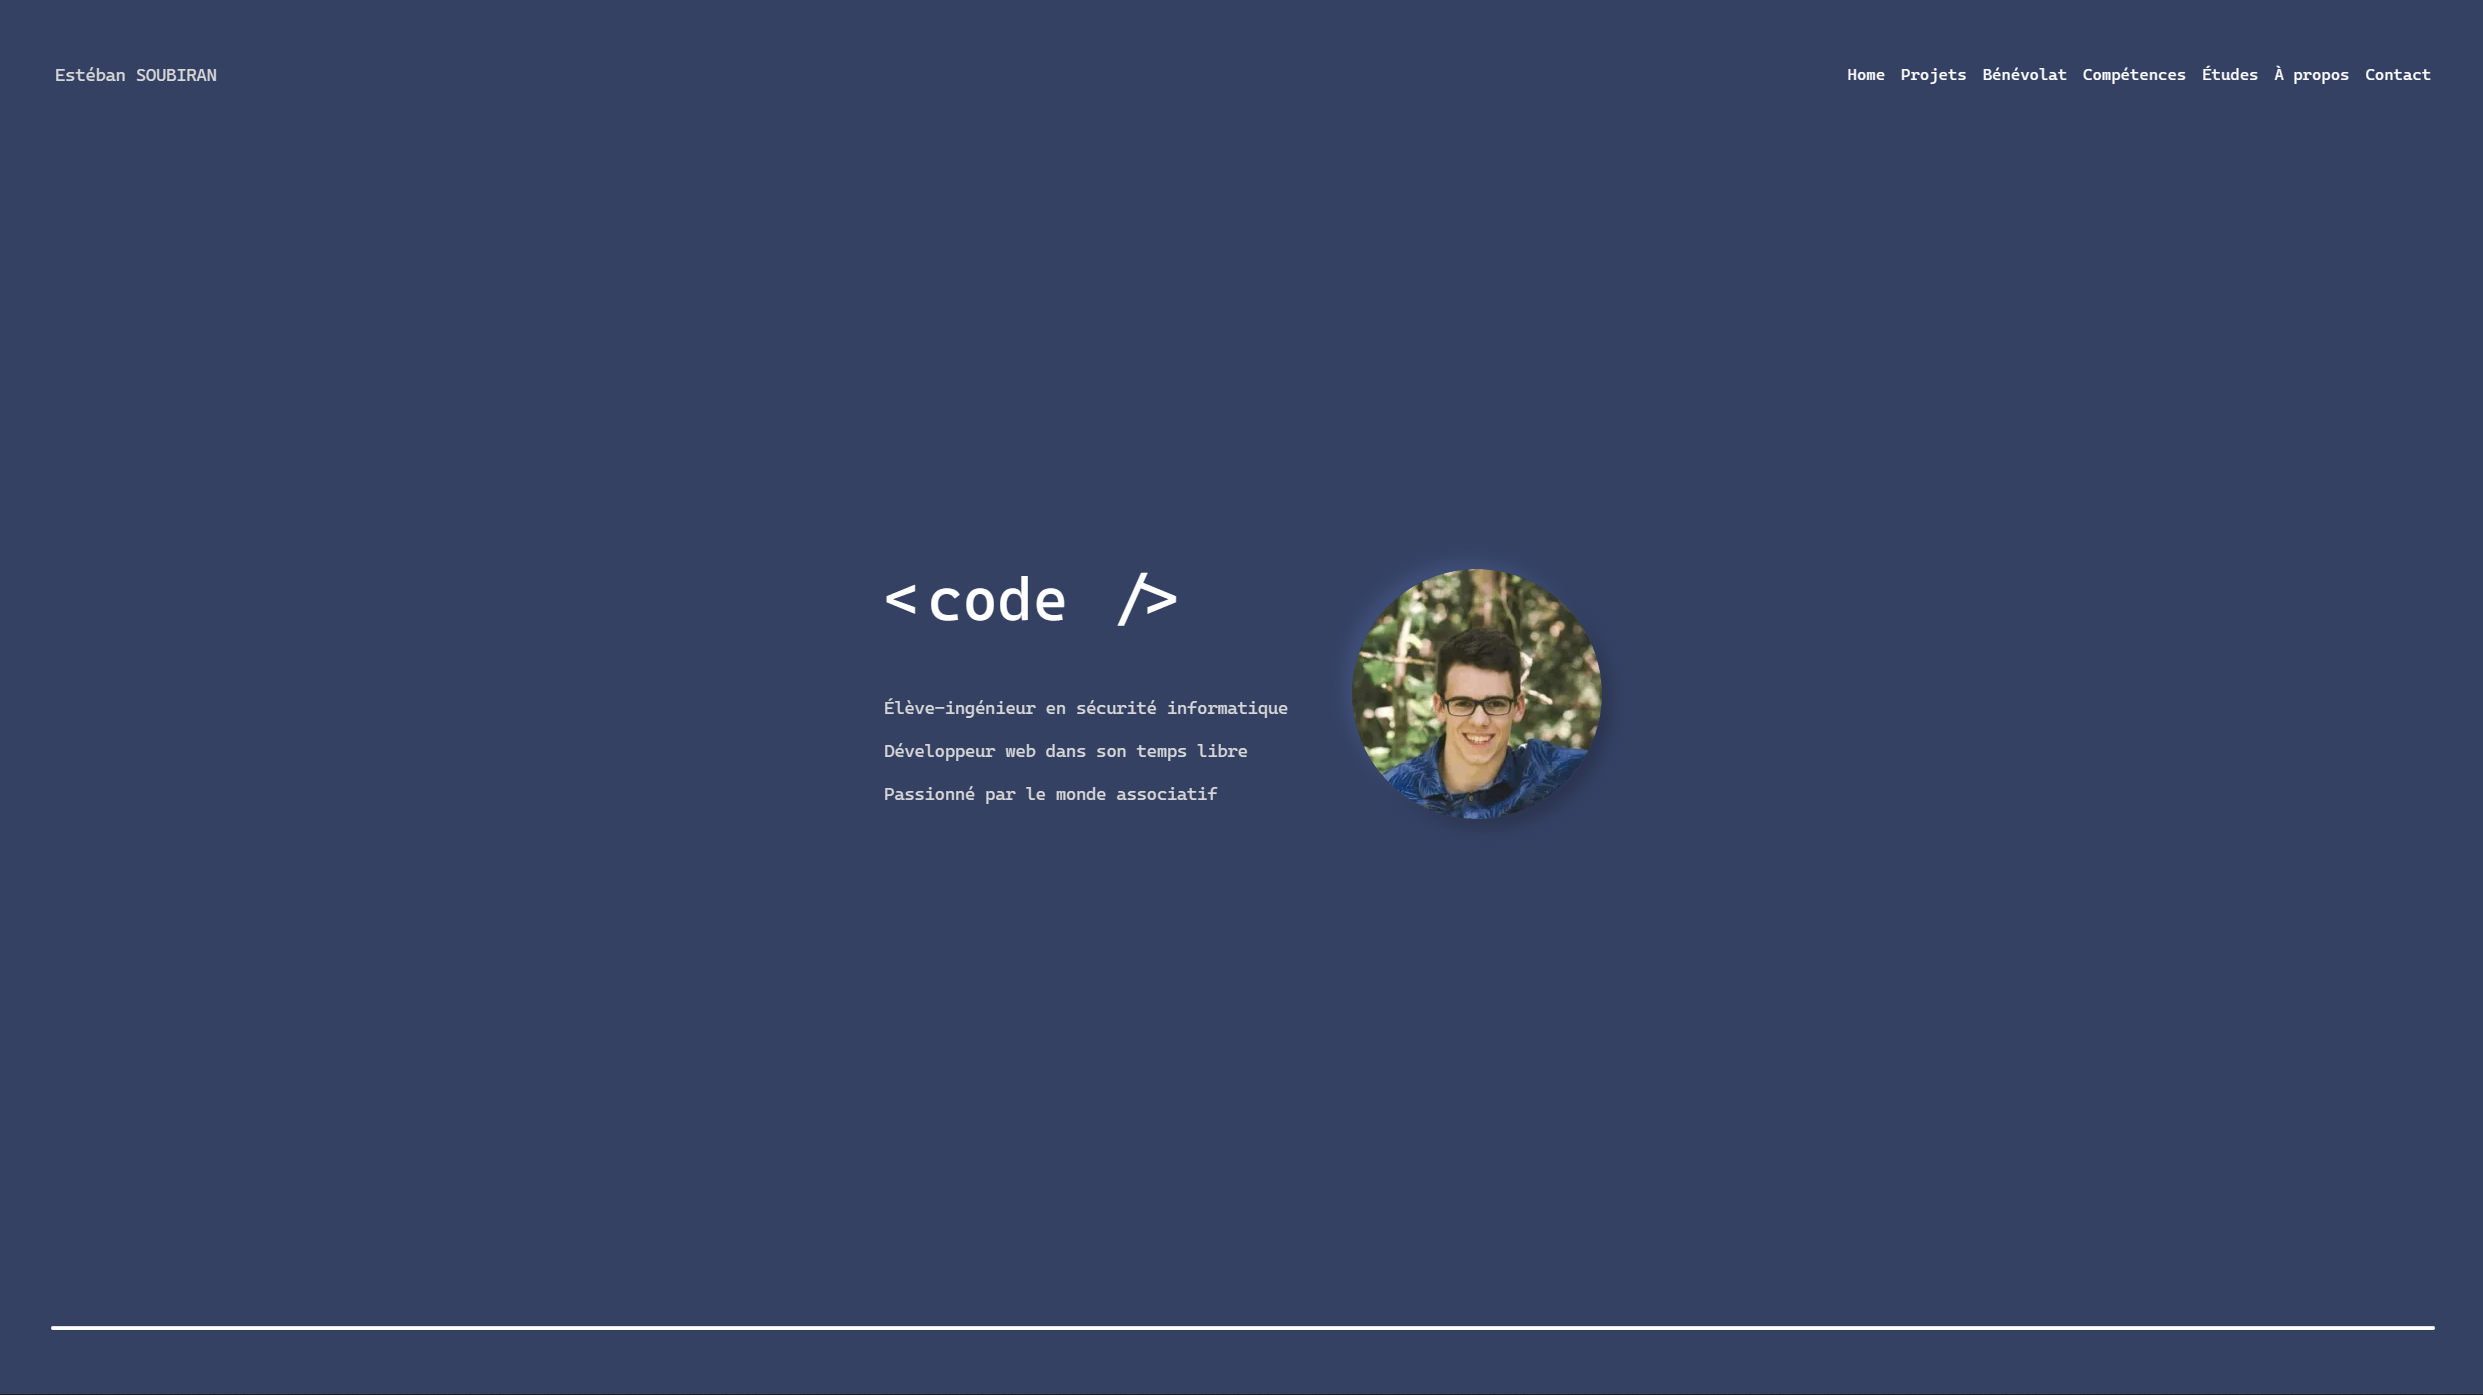 Estéban SOUBIRAN
Home Projets Bénévolat Compétences Études À propos Contact
<code />
Élève-ingénieur en sécurité informatique
Développeur web dans son temps libre
Passionné par le monde associatif